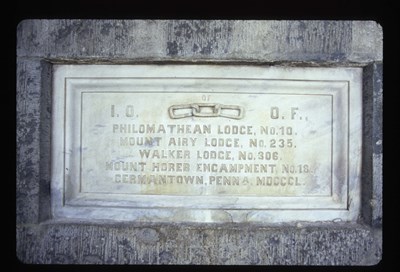 OF
I. O. O. F.,
PHILOMATHEAN LODGE, No. 10.
MOUNT AIRY LODGE, No. 235.
WALKER LODGE, No. 306.
MOUNT HOREB ENCAMPMENT, No. 18.
GERMANTOWN, PENNA MDCCCL.